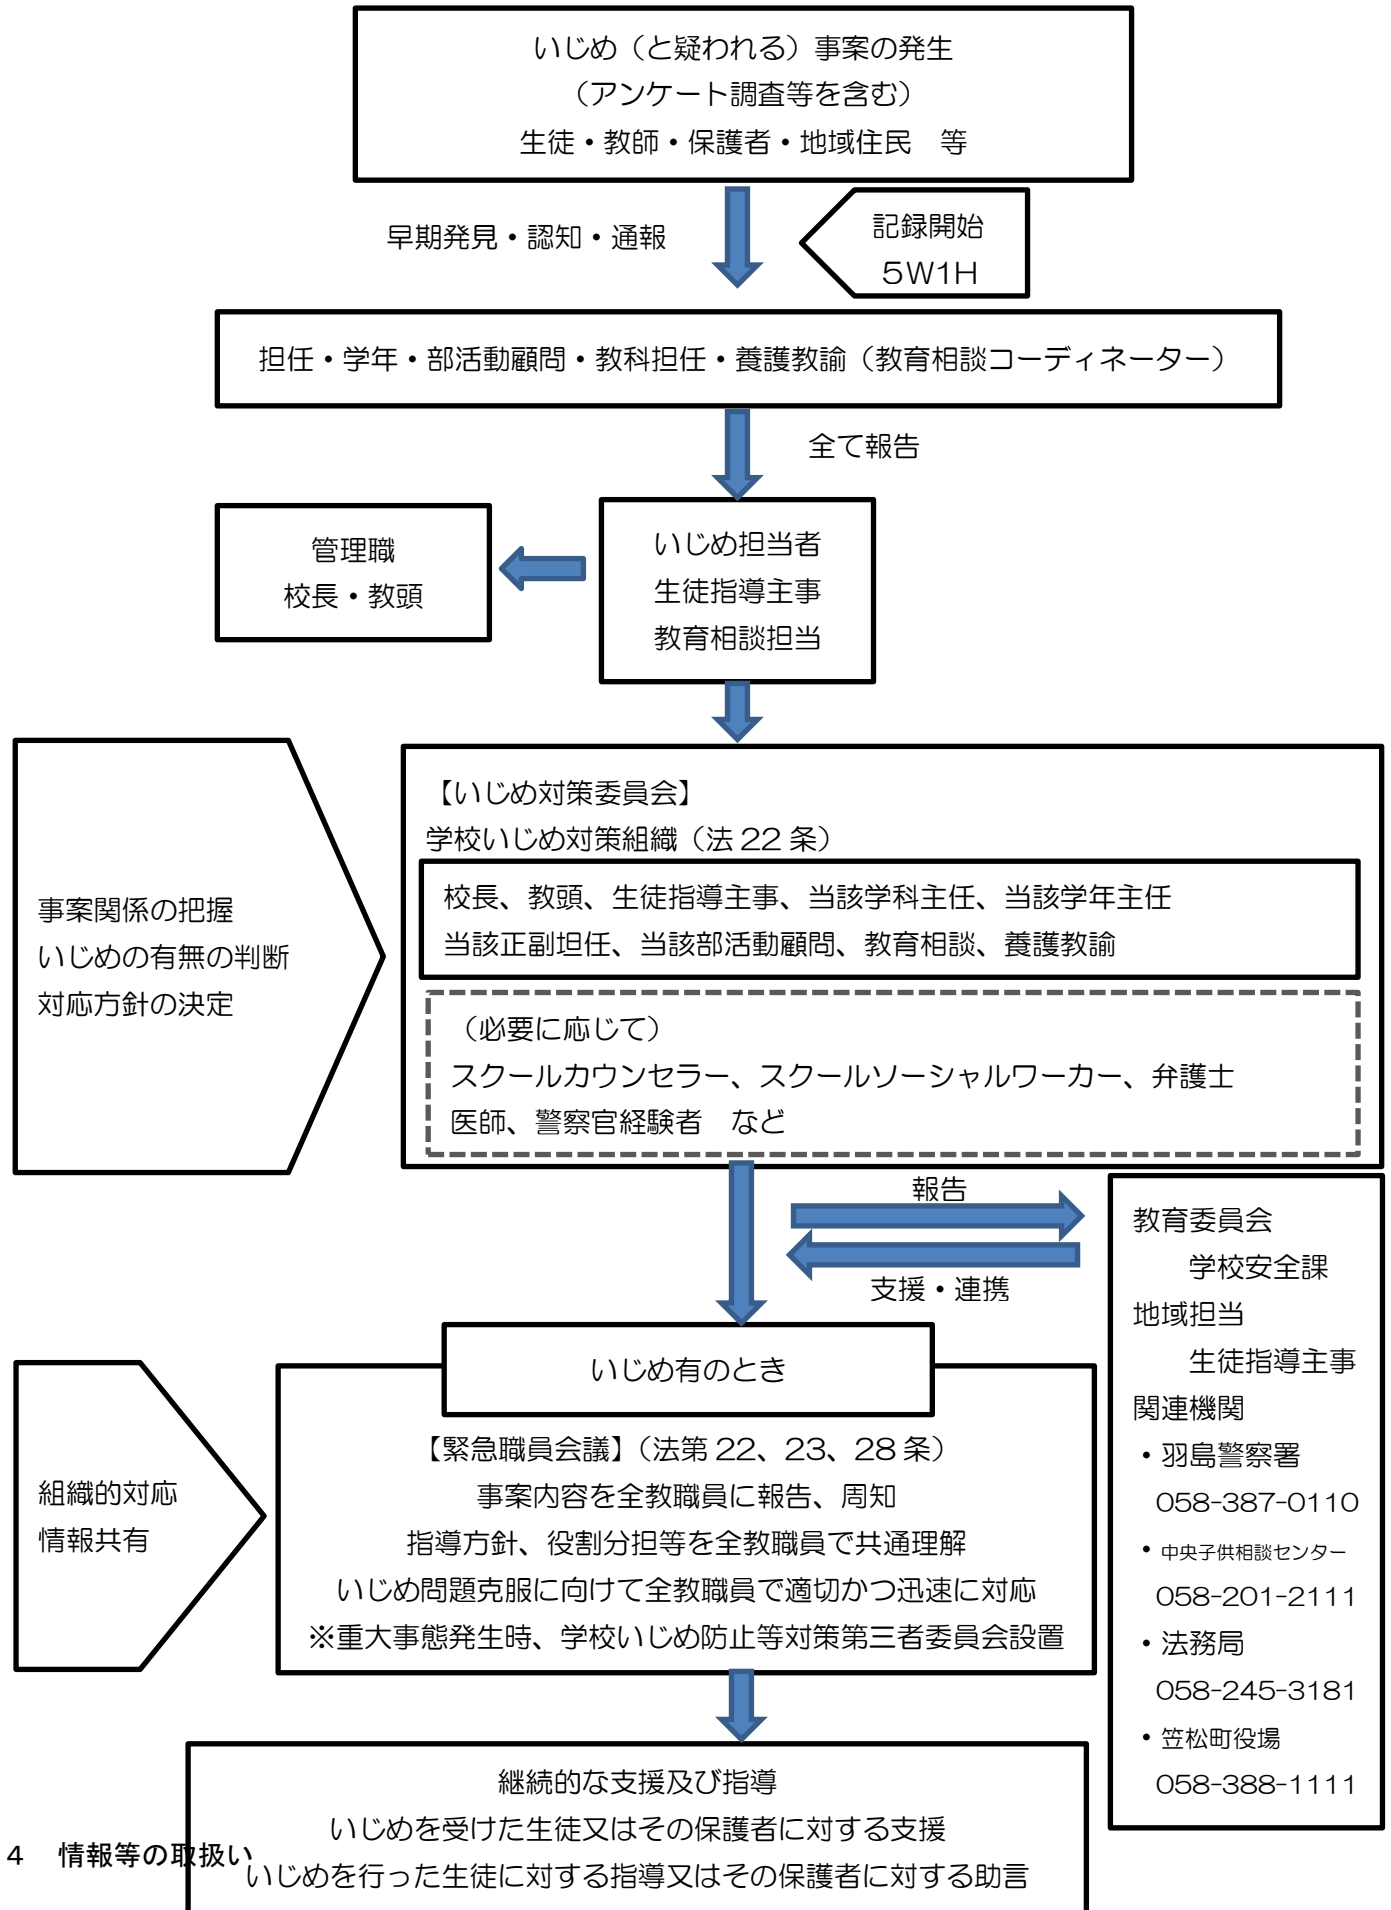 いじめ（と疑われる）事案の発生
（アンケート調査等を含む）
生徒・教師・保護者・地域住民　等
早期発見・認知・通報
記録開始
5W1H
担任・学年・部活動顧問・教科担任・養護教諭（教育相談コーディネーター）
全て報告
管理職
校長・教頭
いじめ担当者
生徒指導主事
教育相談担当
事案関係の把握
いじめの有無の判断
対応方針の決定
【いじめ対策委員会】
学校いじめ対策組織（法 22 条）
校長、教頭、生徒指導主事、当該学科主任、当該学年主任
当該正副担任、当該部活動顧問、教育相談、養護教諭
（必要に応じて）
スクールカウンセラー、スクールソーシャルワーカー、弁護士
医師、警察官経験者　など
報告
支援・連携
教育委員会
学校安全課
地域担当
生徒指導主事
関連機関
・羽島警察署
058-387-0110
・中央子供相談センター
058-201-2111
・法務局
058-245-3181
・笠松町役場
058-388-1111
いじめ有のとき
組織的対応
情報共有
【緊急職員会議】（法第 22、23、28 条）
事案内容を全教職員に報告、周知
指導方針、役割分担等を全教職員で共通理解
いじめ問題克服に向けて全教職員で適切かつ迅速に対応
※重大事態発生時、学校いじめ防止等対策第三者委員会設置
継続的な支援及び指導
いじめを受けた生徒又はその保護者に対する支援
いじめを行った生徒に対する指導又はその保護者に対する助言
4　情報等の取扱い